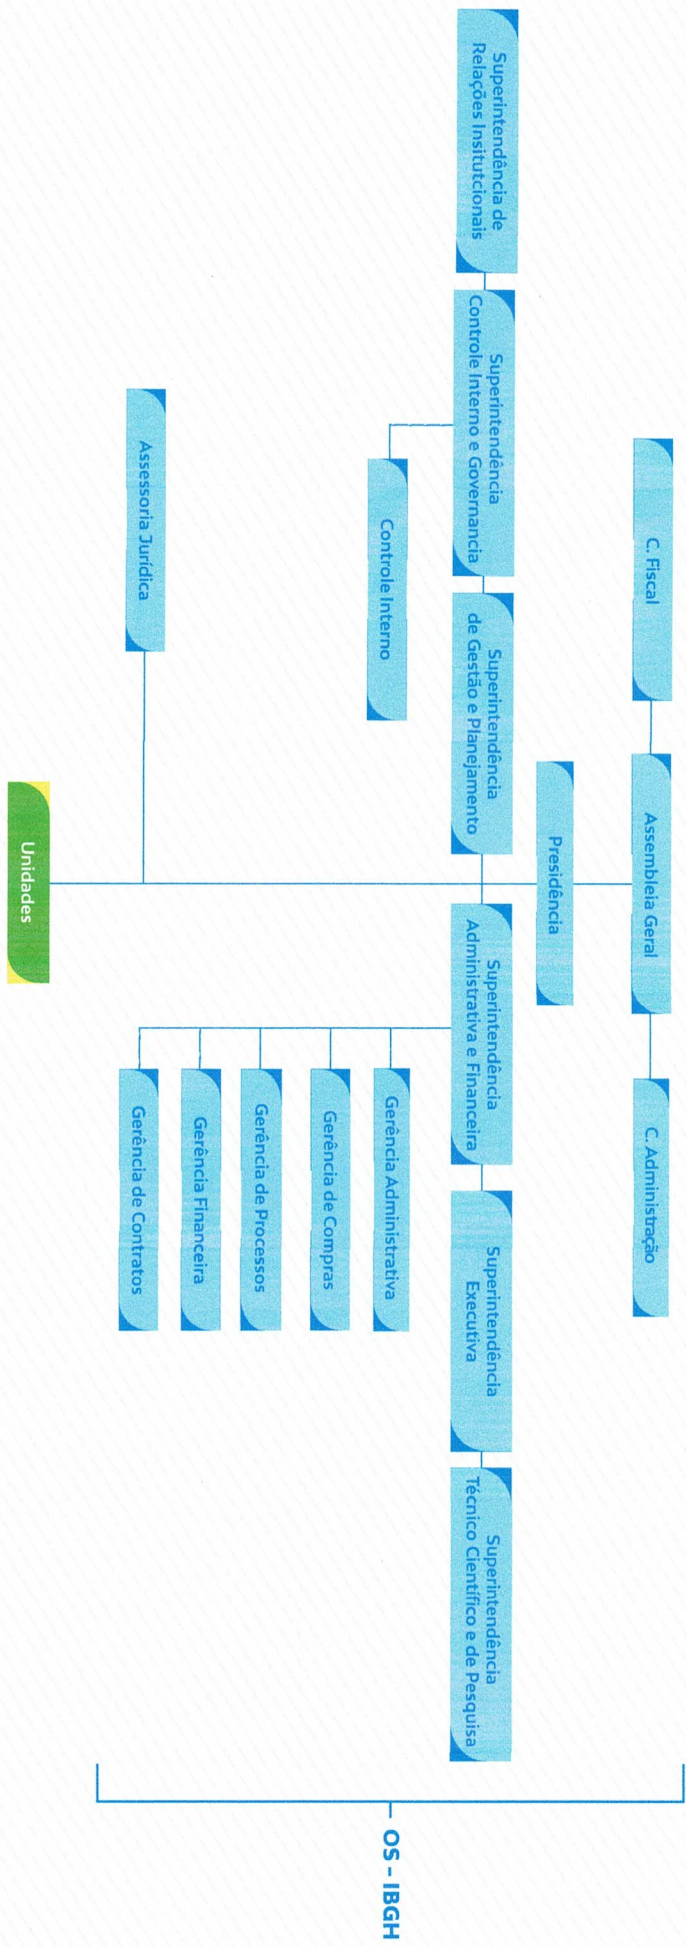 C. Fiscal
Assembleia Geral
C. Administração
Presidência
Superintendência de
Relações Insitutcionais
Superintendência
Controle Interno e Governancia
Superintendência
de Gestão e Planejamento
Superintendência
Administrativa e Financeira
Superintendência
Executiva
Superintendência
Técnico Científico e de Pesquisa
Controle Interno
Gerência Administrativa
Gerência de Compras
Gerência de Processos
Gerência Financeira
Gerência de Contratos
Assessoria Jurídica
Unidades
OS – IBGH